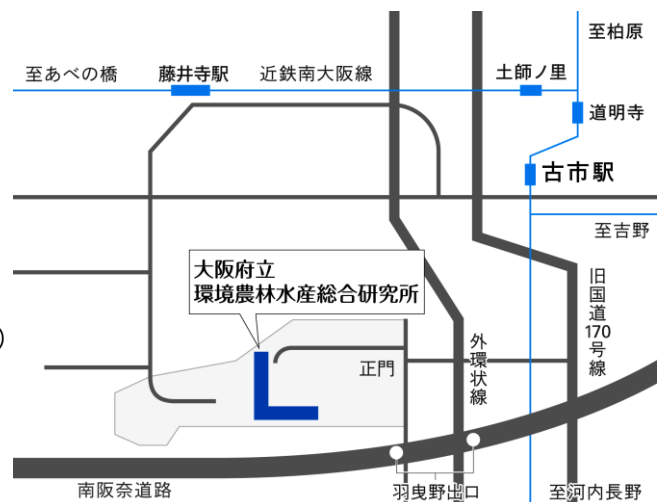 至柏原
至あべの橋
藤井寺駅
近鉄南大阪線
土師ノ里
道明寺
古市駅
至吉野
大阪府立
環境農林水産総合研究所
旧国道170号線
外環状線
正門
)
南阪奈道路
羽曳野出口
至河内長野